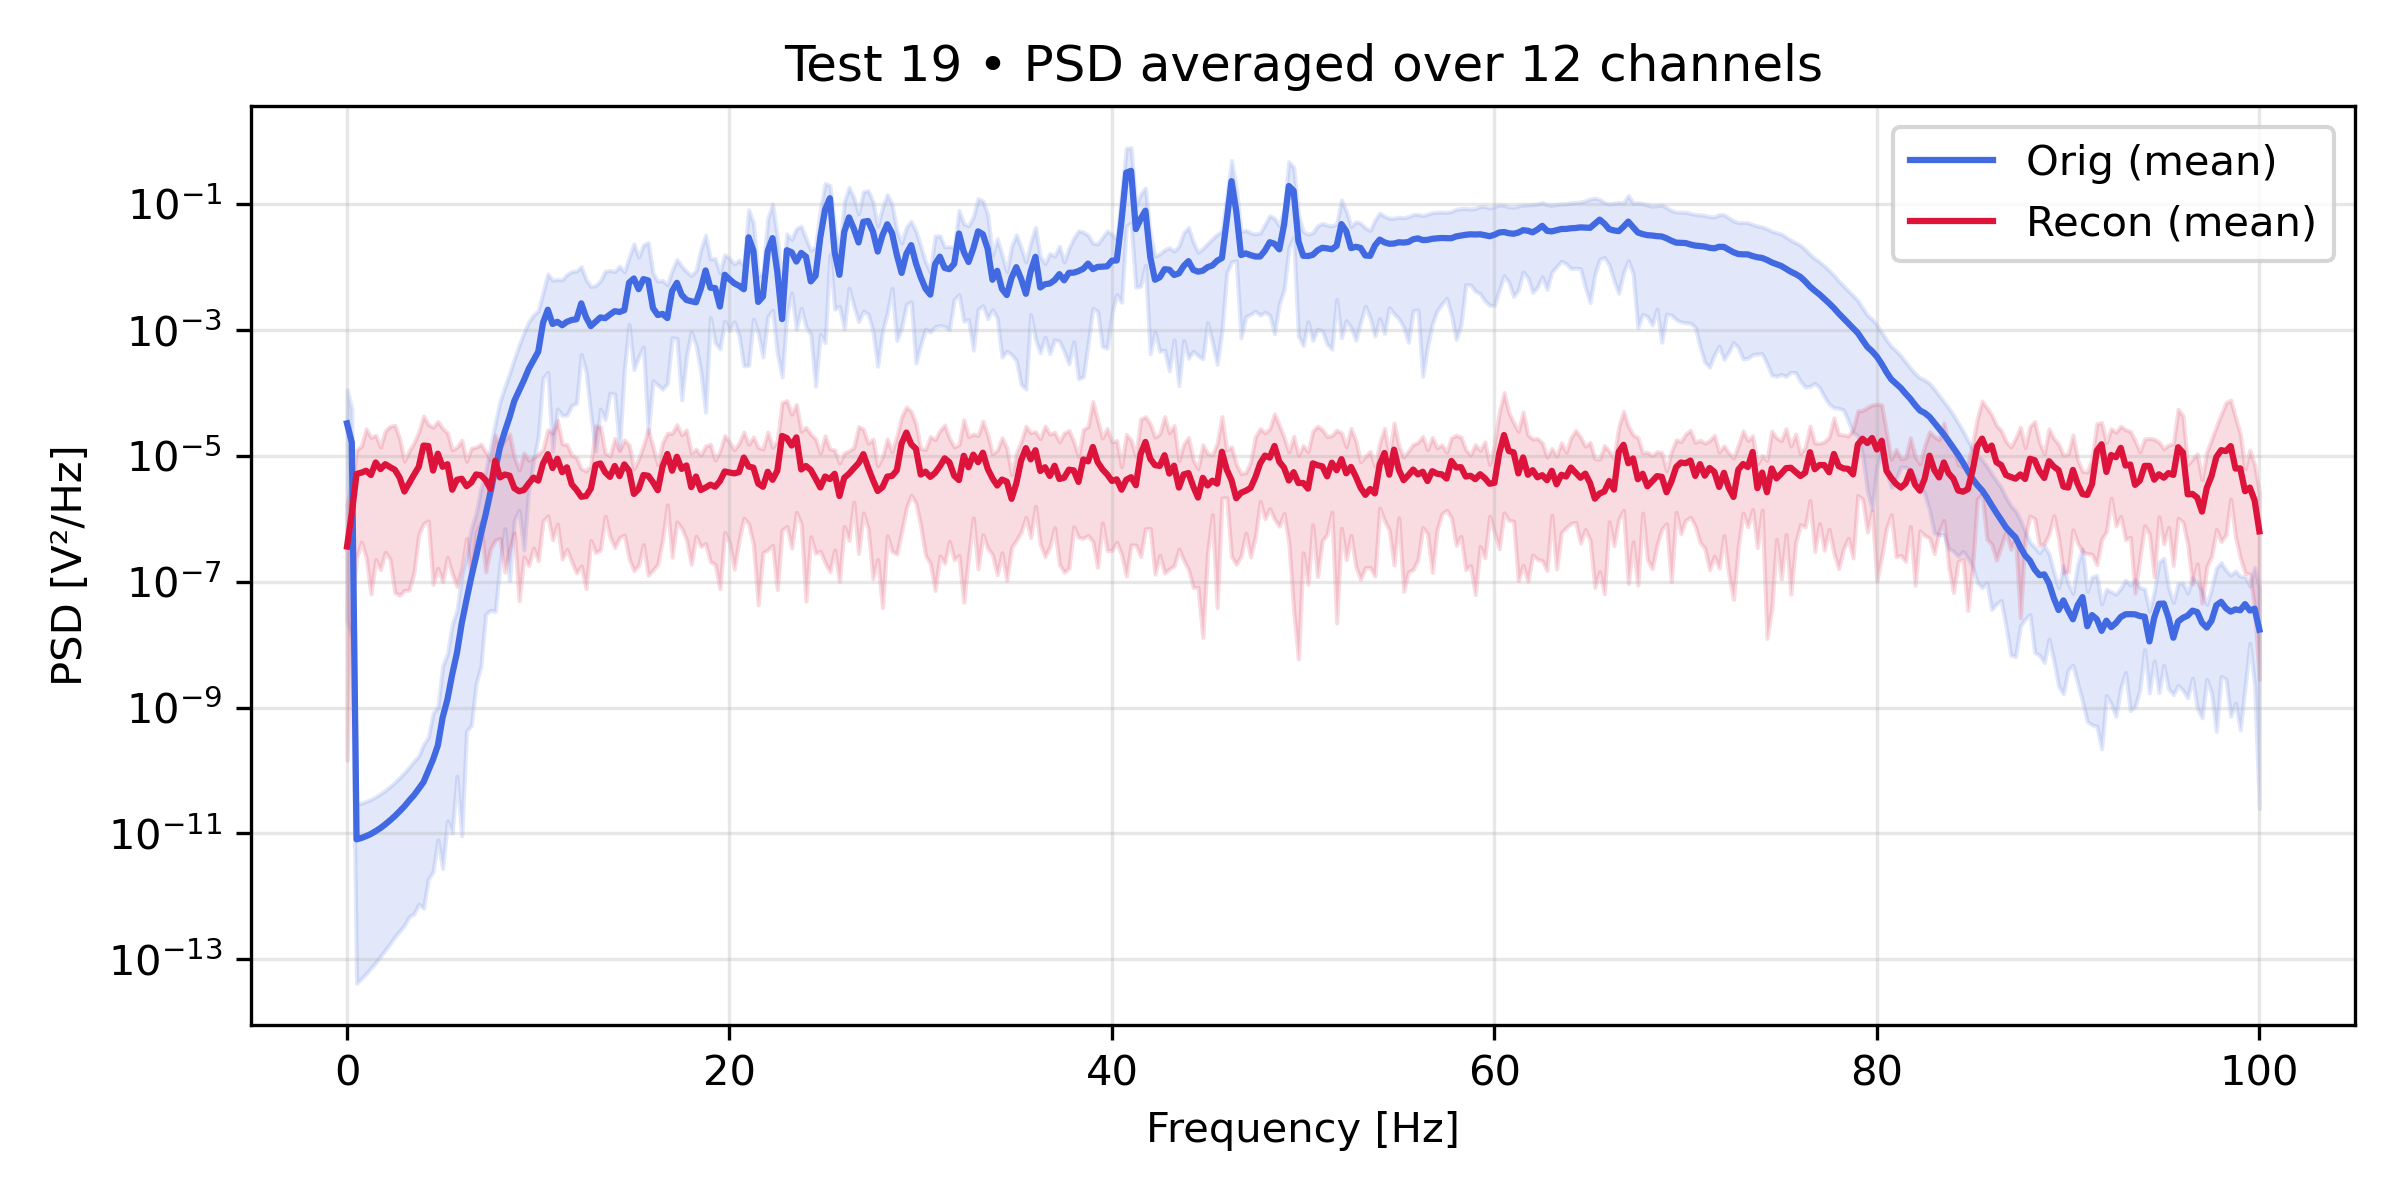 Test 19 • PSD averaged over 12 channels
Orig (mean)
Recon (mean)
PSD [V²/Hz]
10⁻¹
10⁻³
10⁻⁵
10⁻⁷
10⁻⁹
10⁻¹¹
10⁻¹³
0 20 40 60 80 100
Frequency [Hz]